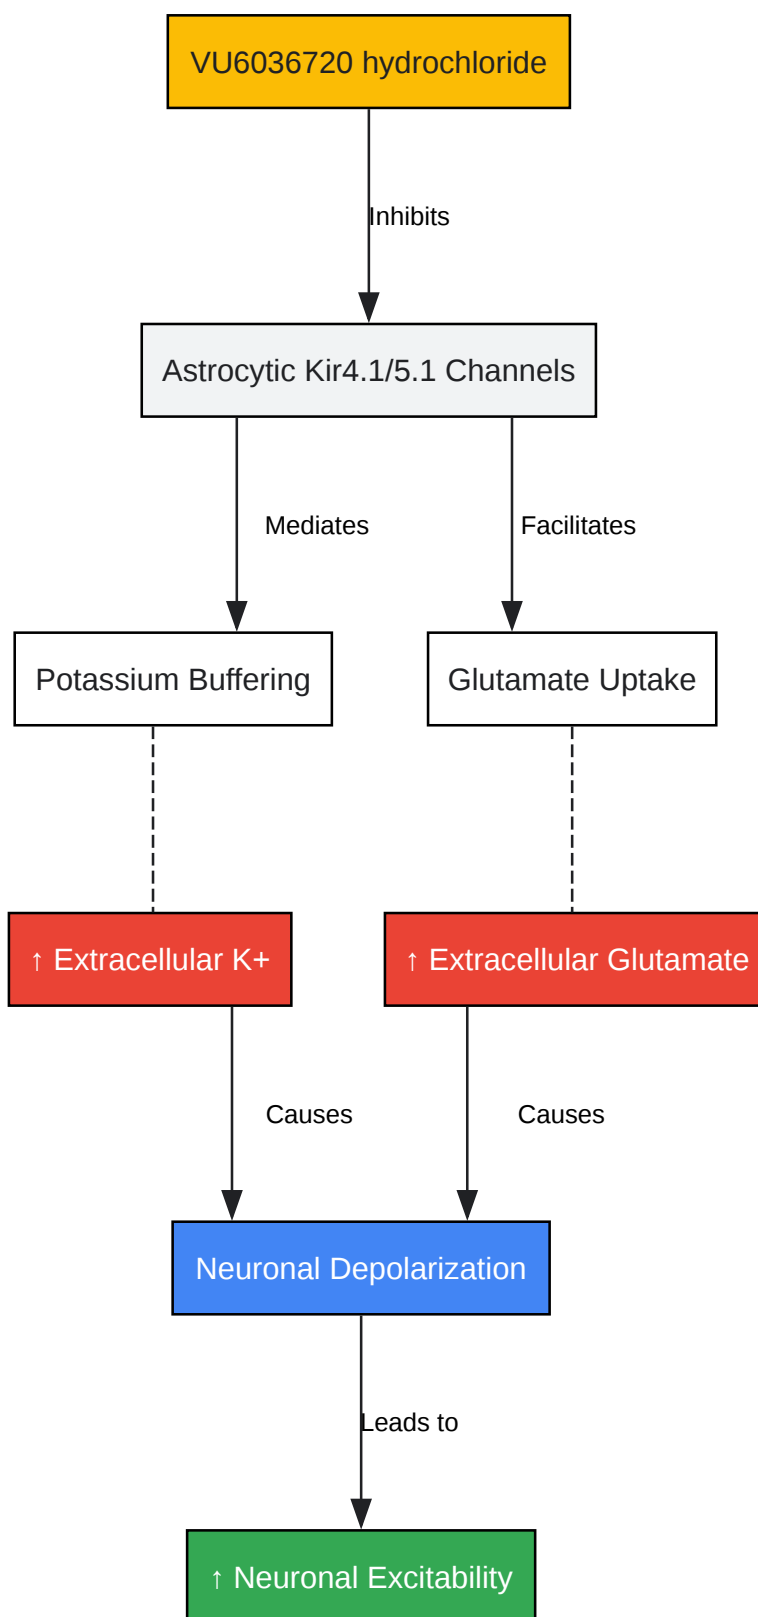 VU6036720 hydrochloride
Inhibits
Astrocytic Kir4.1/5.1 Channels
Mediates
Facilitates
Potassium Buffering
Glutamate Uptake
↑ Extracellular K+
↑ Extracellular Glutamate
Causes
Causes
Neuronal Depolarization
Leads to
↑ Neuronal Excitability